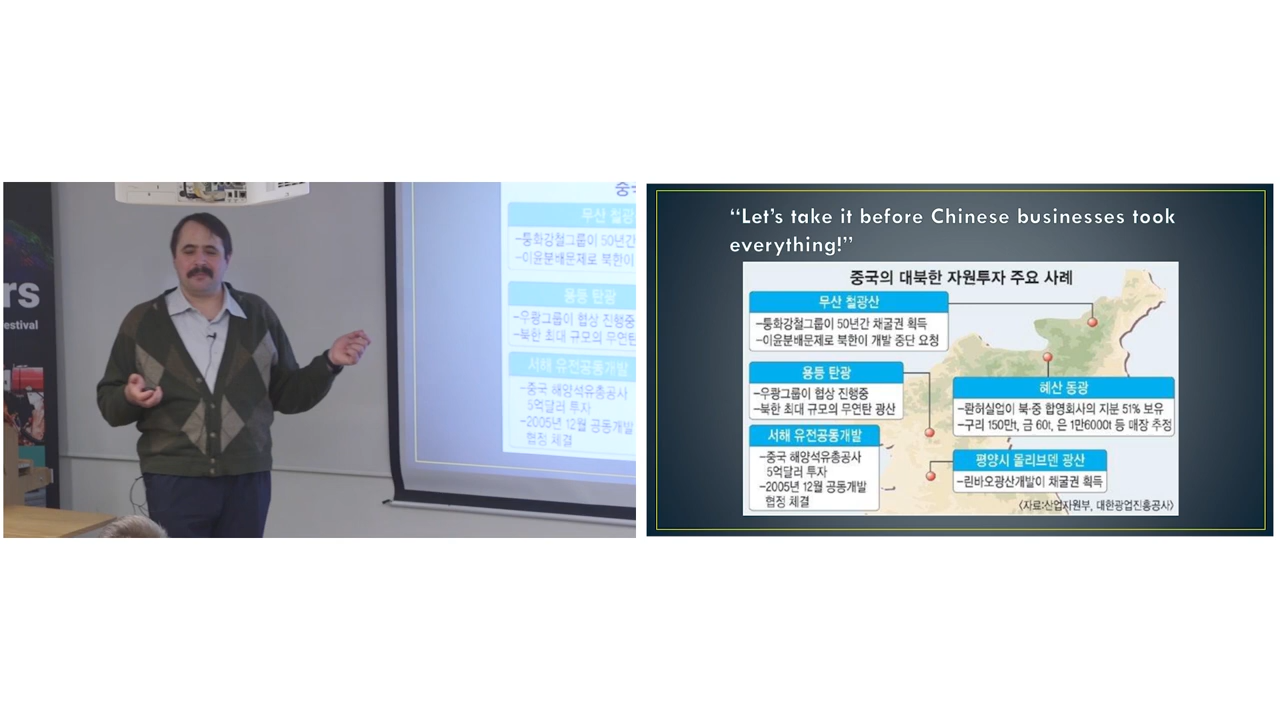 rs
estival
무산 철광
-퉁화강철그룹이 50년간
-이윤분배문제로 북한이
용등 탄광
-우쾅그룹이 협상 진행중
-북한 최대 규모의 무연탄
서해 유전공동개발
-중국 해양석유총공사
5억달러 투자
-2005년 12월 공동개발
협정 체결
“Let’s take it before Chinese businesses took
everything!”
중국의 대북한 자원투자 주요 사례
무산 철광산
-퉁화강철그룹이 50년간 채굴권 획득
-이윤분배문제로 북한이 개발 중단 요청
용등 탄광
-우쾅그룹이 협상 진행중
-북한 최대 규모의 무연탄 광산
서해 유전공동개발
-중국 해양석유총공사
5억달러 투자
-2005년 12월 공동개발
협정 체결
혜산 동광
-롼허실업이 북·중 합영회사의 지분 51% 보유
-구리 150만t, 금 60t, 은 1만6000t 등 매장 추정
평양시 몰리브덴 광산
-린바오광산개발이 채굴권 획득
〈자료:산업자원부, 대한광업진흥공사〉